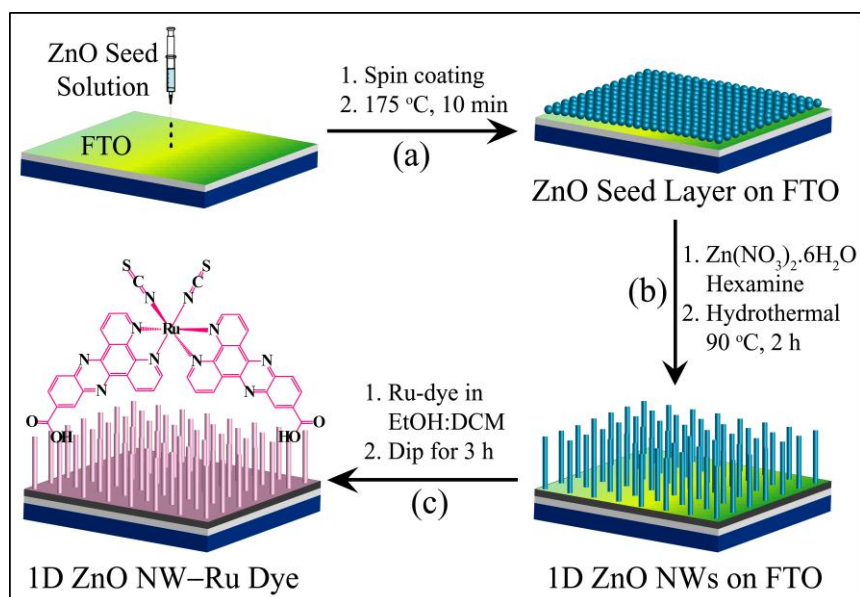 ZnO Seed
Solution
FTO
1. Spin coating
2. 175 °C, 10 min
(a)
ZnO Seed Layer on FTO
(b)
1. Zn(NO₃)₂.6H₂O
Hexamine
2. Hydrothermal
90 °C, 2 h
1D ZnO NWs on FTO
1. Ru-dye in
EtOH:DCM
2. Dip for 3 h
(c)
S S
C C
N N
N Ru N
N N
N N
N N
O O
OH HO
1D ZnO NW–Ru Dye